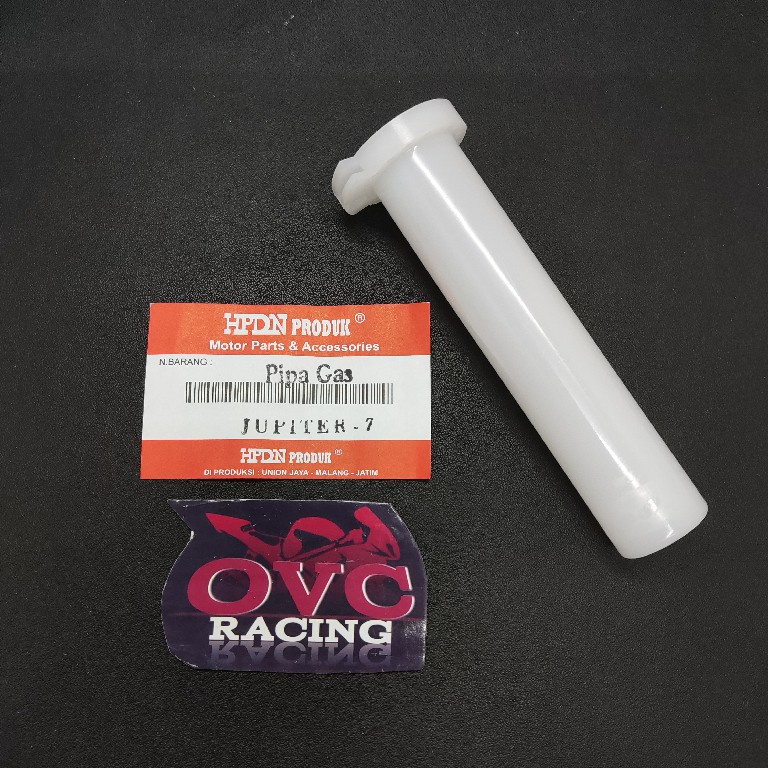 HPDN PRODUK ®
Motor Parts & Accessories
N.BARANG :
Pipa Gas
JUPITER - 7
HPDN PRODUK ®
DI PRODUKSI : UNION JAYA - MALANG - JATIM
OVC
RACING